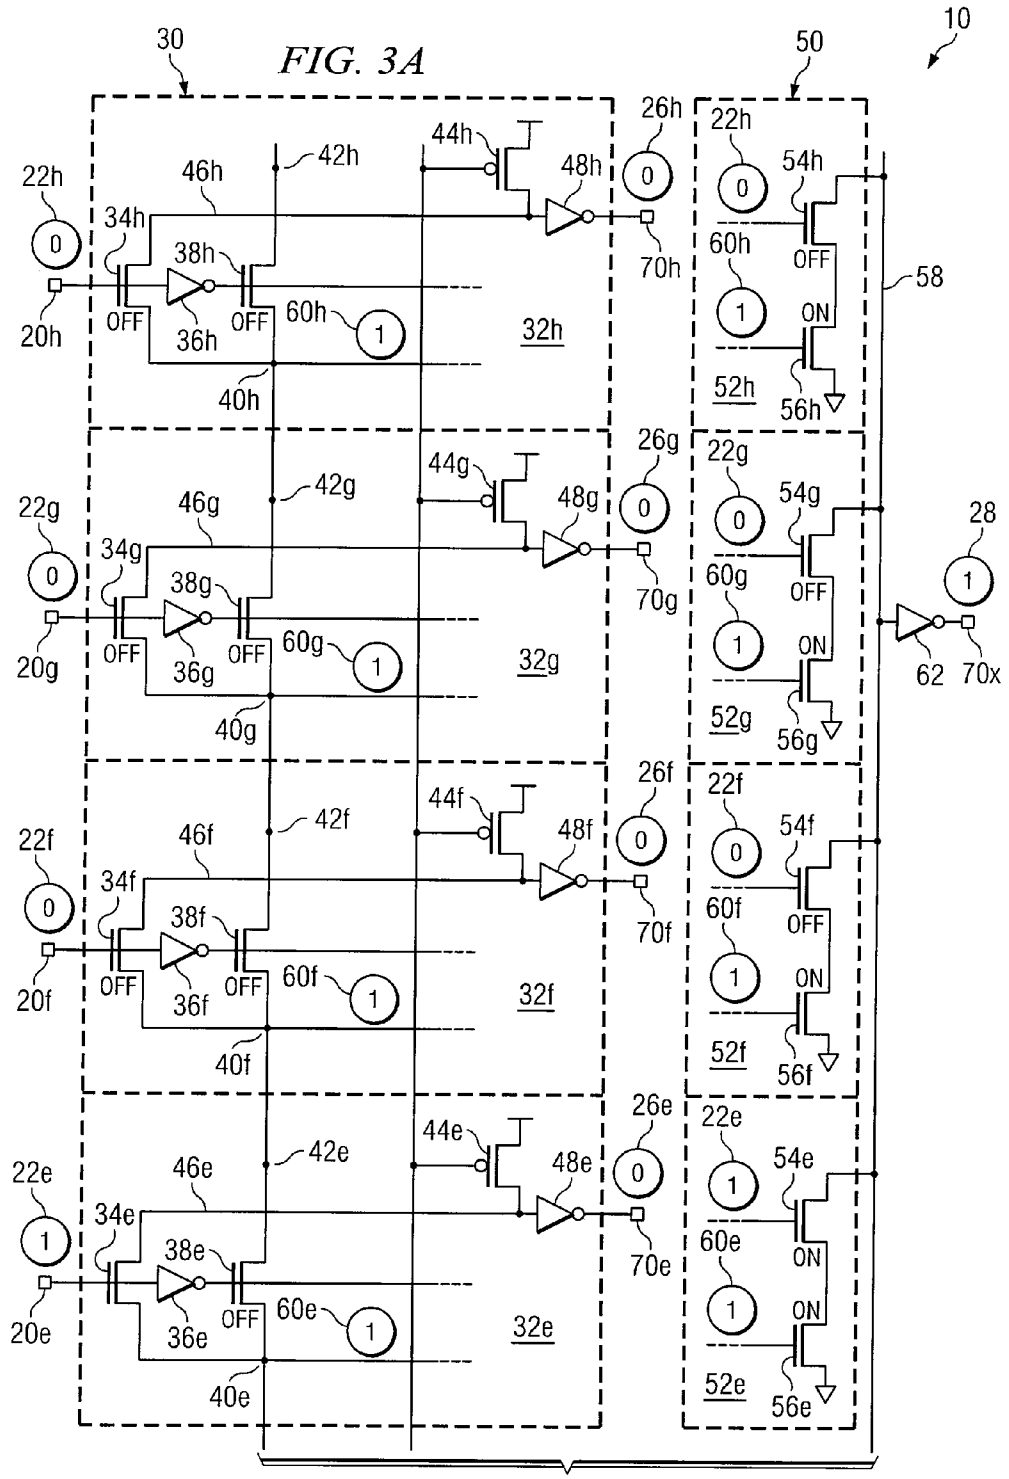 10
30
FIG. 3A
50
26h
22h
44h
42h
48h
54h
46h
0
0
22h
34h
0
38h
70h
60h
OFF
58
OFF
OFF
60h
1
1
ON
20h
36h
32h
40h
52h
56h
26g
22g
44g
42g
48g
54g
46g
0
0
28
22g
34g
0
38g
70g
60g
OFF
1
OFF
OFF
60g
1
1
ON
20g
36g
32g
62
70x
40g
52g
56g
26f
22f
44f
42f
48f
54f
46f
0
0
22f
34f
0
38f
70f
60f
OFF
OFF
OFF
60f
1
1
ON
20f
36f
32f
40f
52f
56f
26e
22e
44e
42e
48e
54e
46e
0
1
22e
34e
1
38e
70e
60e
ON
OFF
60e
1
1
ON
20e
36e
32e
40e
52e
56e